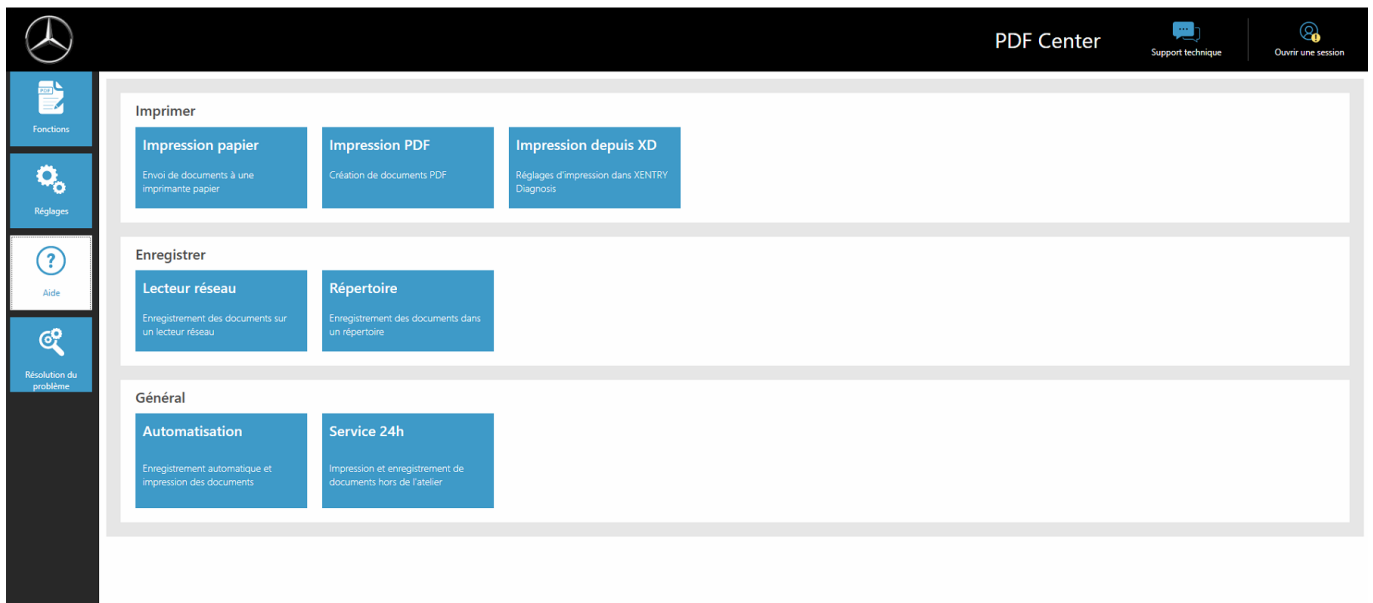 PDF Center
Support technique
Ouvrir une session
PDF
Fonctions
Réglages
?
Aide
Résolution du
problème
Imprimer
Impression papier
Envoi de documents à une
imprimante papier
Impression PDF
Création de documents PDF
Impression depuis XD
Réglages d'impression dans XENTRY
Diagnosis
Enregistrer
Lecteur réseau
Enregistrement des documents sur
un lecteur réseau
Répertoire
Enregistrement des documents dans
un répertoire
Général
Automatisation
Enregistrement automatique et
impression des documents
Service 24h
Impression et enregistrement de
documents hors de l'atelier